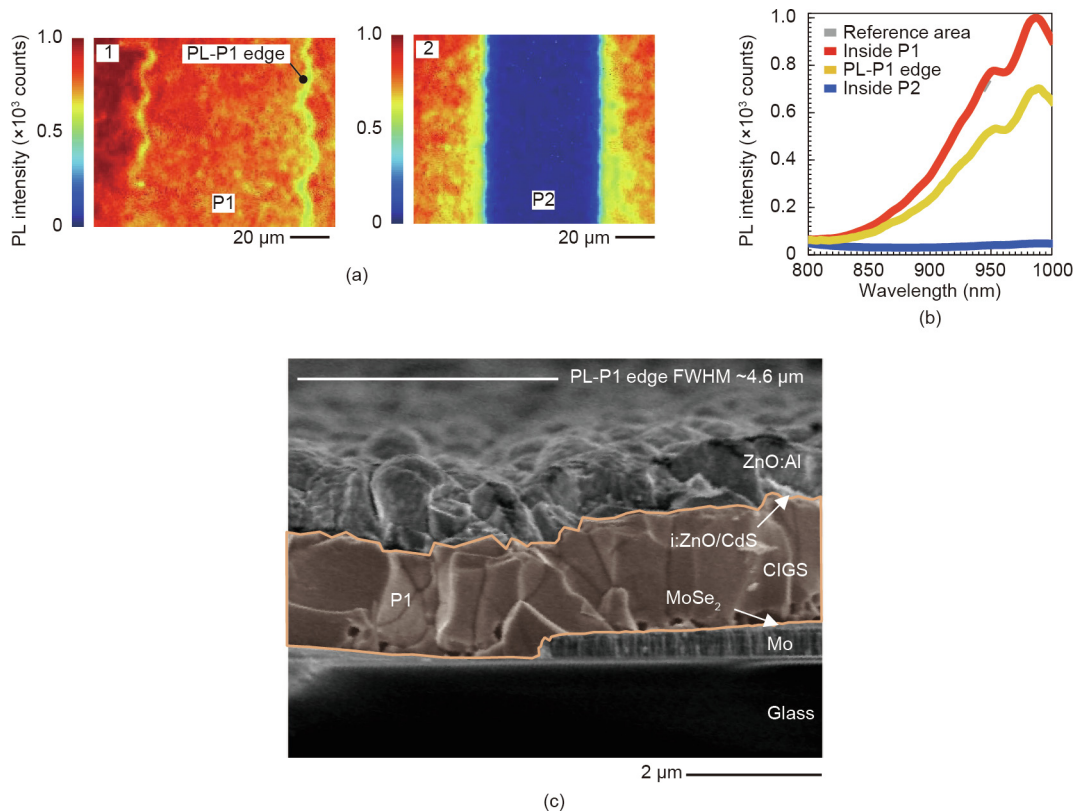 PL intensity (×10³ counts)
1.0
0.5
0
1
PL-P1 edge
P1
20 μm
1.0
0.5
0
2
P2
20 μm
(a)
PL intensity (×10³ counts)
1.0
0.8
0.6
0.4
0.2
0
Reference area
Inside P1
PL-P1 edge
Inside P2
800
850
900
950
1000
Wavelength (nm)
(b)
PL-P1 edge FWHM ~4.6 μm
ZnO:Al
i:ZnO/CdS
CIGS
P1
MoSe₂
Mo
Glass
2 μm
(c)